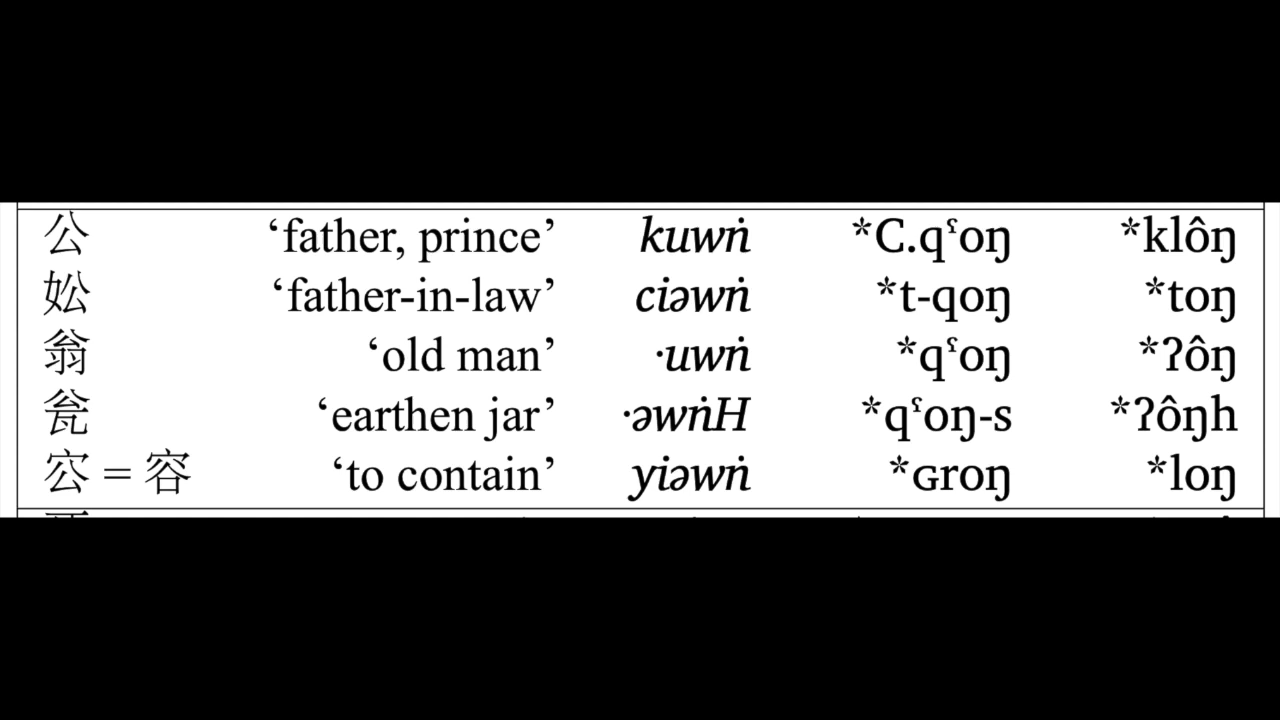 公 ‘father, prince’ kuwṅ *C.qˤoŋ *klôŋ
妐 ‘father-in-law’ ciəwṅ *t-qoŋ *toŋ
翁 ‘old man’ ·uwṅ *qˤoŋ *ʔôŋ
瓮 ‘earthen jar’ ·əwṅH *qˤoŋ-s *ʔôŋh
㝐 = 容 ‘to contain’ yiəwṅ *ɢroŋ *loŋ